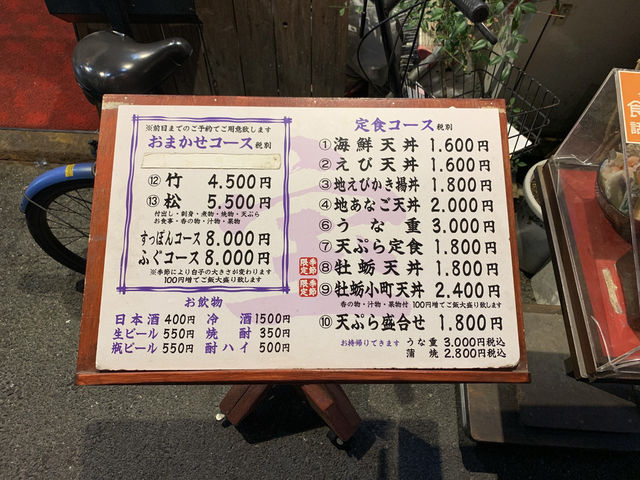 ※前日までのご予約でご用意致します
おまかせコース 税別
⑫ 竹 4.500円
⑬ 松 5.500円
付出し・刺身・煮物・焼物・天ぷら
お食事・香の物・汁物・果物
すっぽんコース 8.000円
ふぐコース 8.000円
※季節により白子の大きさが変わります
100円増でご飯大盛り致します
お飲物
日本酒 400円 冷酒 1500円
生ビール 550円 焼酎 350円
瓶ビール 550円 酎ハイ 500円
定食コース 税別
① 海鮮天丼 1.600円
② えび天丼 1.600円
③ 地えびかき揚丼 1.800円
④ 地あなご天丼 2.000円
⑥ うな重 3.000円
⑦ 天ぷら定食 1.800円
季節限定 ⑧ 牡蛎天丼 1.800円
季節限定 ⑨ 牡蛎小町天丼 2.400円
香の物・汁物・果物付 100円増でご飯大盛り致します
⑩ 天ぷら盛合せ 1.800円
お持帰りできます うな重 3.000円税込
蒲焼 2.800円税込
食